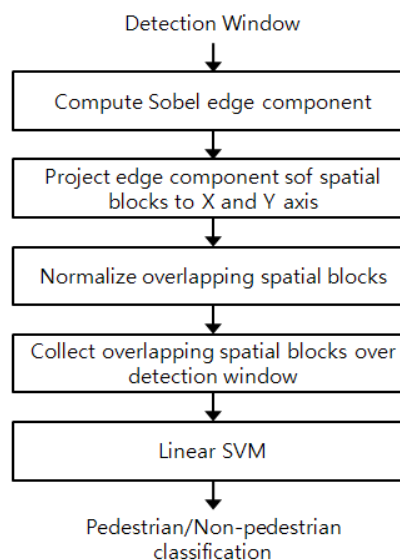 Detection Window
Compute Sobel edge component
Project edge component sof spatial
blocks to X and Y axis
Normalize overlapping spatial blocks
Collect overlapping spatial blocks over
detection window
Linear SVM
Pedestrian/Non-pedestrian
classification